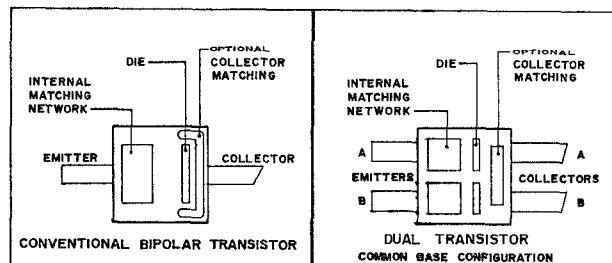 OPTIONAL
COLLECTOR
MATCHING
DIE
INTERNAL
MATCHING
NETWORK
EMITTER
COLLECTOR
CONVENTIONAL BIPOLAR TRANSISTOR
OPTIONAL
COLLECTOR
MATCHING
DIE
INTERNAL
MATCHING
NETWORK
A
A
EMITTERS
COLLECTORS
B
B
DUAL TRANSISTOR
COMMON BASE CONFIGURATION